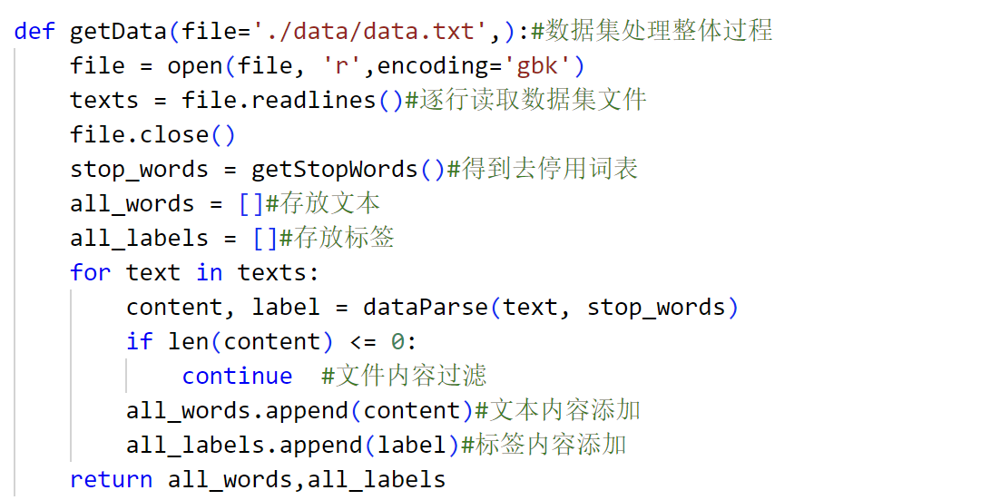 def getData(file='./data/data.txt',):#数据集处理整体过程
    file = open(file, 'r',encoding='gbk')
    texts = file.readlines()#逐行读取数据集文件
    file.close()
    stop_words = getStopWords()#得到去停用词表
    all_words = []#存放文本
    all_labels = []#存放标签
    for text in texts:
        content, label = dataParse(text, stop_words)
        if len(content) <= 0:
            continue  #文件内容过滤
        all_words.append(content)#文本内容添加
        all_labels.append(label)#标签内容添加
    return all_words,all_labels